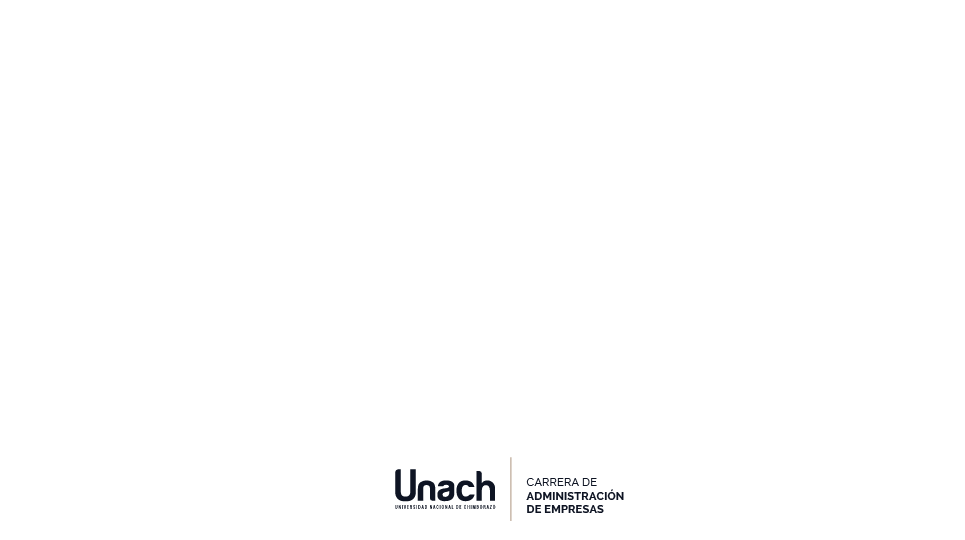 Unach
UNIVERSIDAD NACIONAL DE CHIMBORAZO
CARRERA DE
ADMINISTRACIÓN
DE EMPRESAS